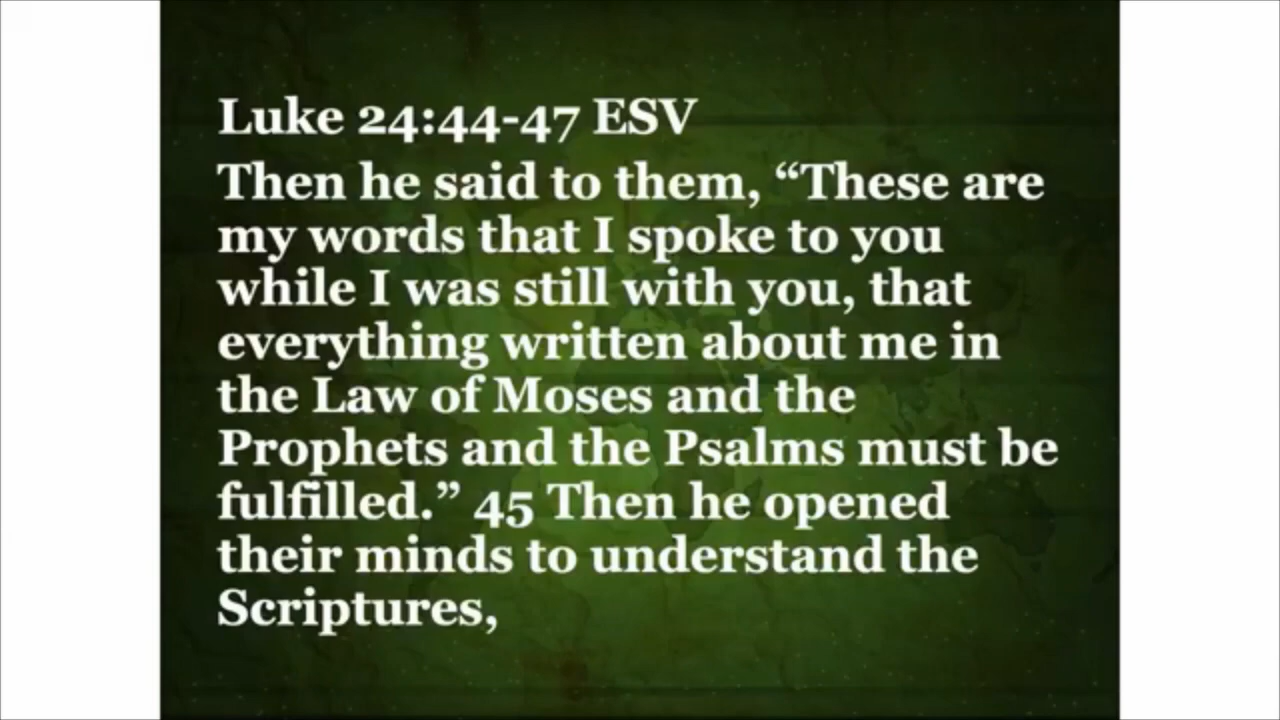 Luke 24:44-47 ESV
Then he said to them, “These are
my words that I spoke to you
while I was still with you, that
everything written about me in
the Law of Moses and the
Prophets and the Psalms must be
fulfilled.” 45 Then he opened
their minds to understand the
Scriptures,